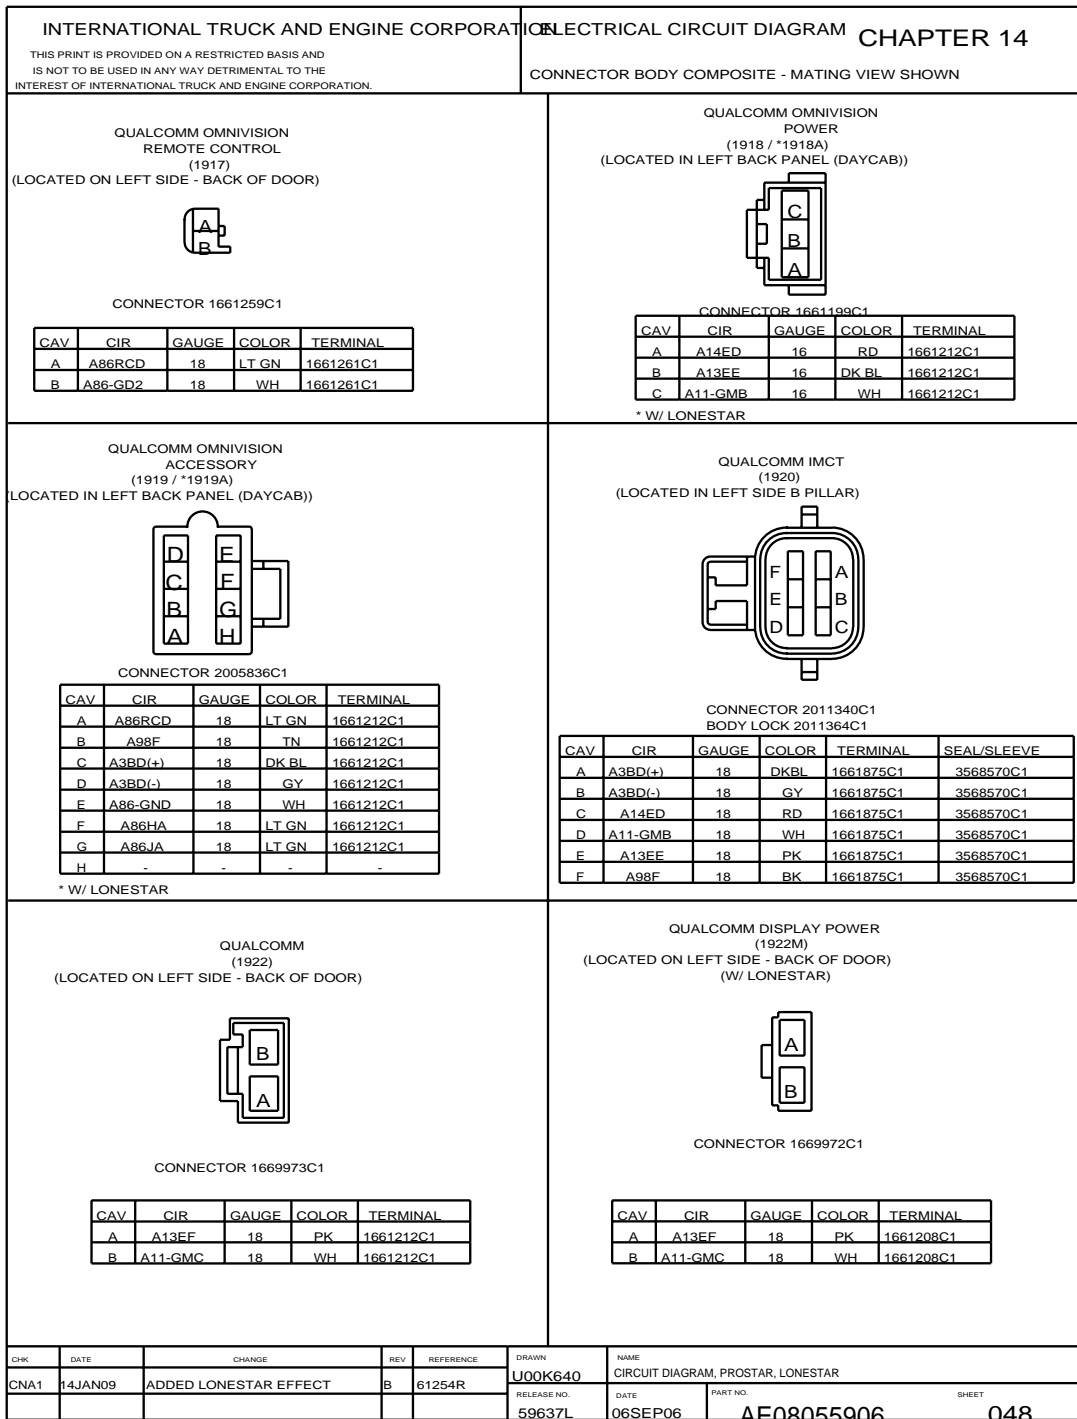 INTERNATIONAL TRUCK AND ENGINE CORPORATION
THIS PRINT IS PROVIDED ON A RESTRICTED BASIS AND
IS NOT TO BE USED IN ANY WAY DETRIMENTAL TO THE
INTEREST OF INTERNATIONAL TRUCK AND ENGINE CORPORATION.
ELECTRICAL CIRCUIT DIAGRAM CHAPTER 14
CONNECTOR BODY COMPOSITE - MATING VIEW SHOWN
QUALCOMM OMNIVISION
REMOTE CONTROL
(1917)
(LOCATED ON LEFT SIDE - BACK OF DOOR)
A
B
CONNECTOR 1661259C1
CAV CIR GAUGE COLOR TERMINAL
A A86RCD 18 LT GN 1661261C1
B A86-GD2 18 WH 1661261C1
QUALCOMM OMNIVISION
POWER
(1918 / *1918A)
(LOCATED IN LEFT BACK PANEL (DAYCAB))
C
B
A
CONNECTOR 1661199C1
CAV CIR GAUGE COLOR TERMINAL
A A14ED 16 RD 1661212C1
B A13EE 16 DK BL 1661212C1
C A11-GMB 16 WH 1661212C1
* W/ LONESTAR
QUALCOMM OMNIVISION
ACCESSORY
(1919 / *1919A)
(LOCATED IN LEFT BACK PANEL (DAYCAB))
D E
C F
B G
A H
CONNECTOR 2005836C1
CAV CIR GAUGE COLOR TERMINAL
A A86RCD 18 LT GN 1661212C1
B A98F 18 TN 1661212C1
C A3BD(+) 18 DK BL 1661212C1
D A3BD(-) 18 GY 1661212C1
E A86-GND 18 WH 1661212C1
F A86HA 18 LT GN 1661212C1
G A86JA 18 LT GN 1661212C1
H - - - -
* W/ LONESTAR
QUALCOMM IMCT
(1920)
(LOCATED IN LEFT SIDE B PILLAR)
F A
E B
D C
CONNECTOR 2011340C1
BODY LOCK 2011364C1
CAV CIR GAUGE COLOR TERMINAL SEAL/SLEEVE
A A3BD(+) 18 DKBL 1661875C1 3568570C1
B A3BD(-) 18 GY 1661875C1 3568570C1
C A14ED 18 RD 1661875C1 3568570C1
D A11-GMB 18 WH 1661875C1 3568570C1
E A13EE 18 PK 1661875C1 3568570C1
F A98F 18 BK 1661875C1 3568570C1
QUALCOMM
(1922)
(LOCATED ON LEFT SIDE - BACK OF DOOR)
B
A
CONNECTOR 1669973C1
CAV CIR GAUGE COLOR TERMINAL
A A13EF 18 PK 1661212C1
B A11-GMC 18 WH 1661212C1
QUALCOMM DISPLAY POWER
(1922M)
(LOCATED ON LEFT SIDE - BACK OF DOOR)
(W/ LONESTAR)
A
B
CONNECTOR 1669972C1
CAV CIR GAUGE COLOR TERMINAL
A A13EF 18 PK 1661208C1
B A11-GMC 18 WH 1661208C1
CHK DATE CHANGE REV REFERENCE
CNA1 14JAN09 ADDED LONESTAR EFFECT B 61254R
DRAWN
U00K640
NAME
CIRCUIT DIAGRAM, PROSTAR, LONESTAR
RELEASE NO.
59637L
DATE
06SEP06
PART NO.
AE08055906
SHEET
048